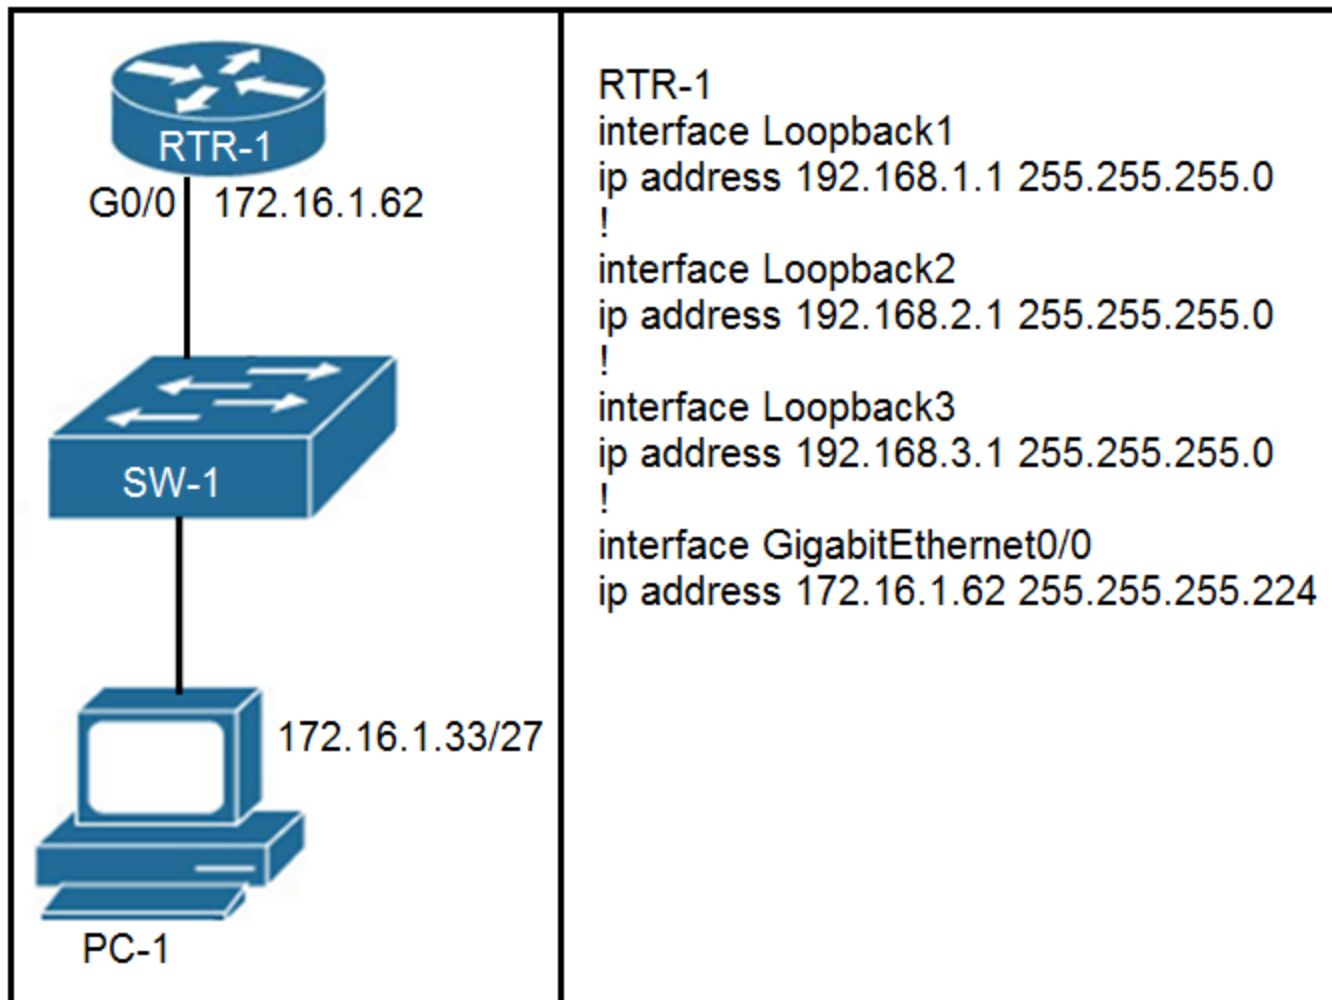 RTR-1
G0/0 172.16.1.62
SW-1
172.16.1.33/27
PC-1
RTR-1
interface Loopback1
ip address 192.168.1.1 255.255.255.0
!
interface Loopback2
ip address 192.168.2.1 255.255.255.0
!
interface Loopback3
ip address 192.168.3.1 255.255.255.0
!
interface GigabitEthernet0/0
ip address 172.16.1.62 255.255.255.224